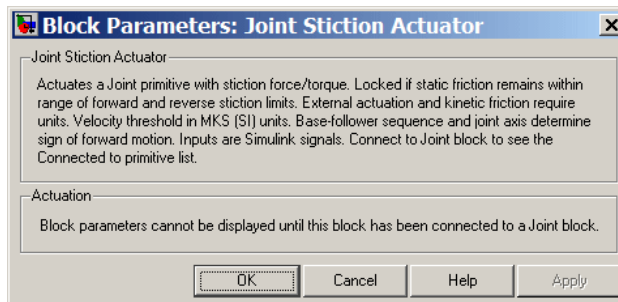 Block Parameters: Joint Stiction Actuator
Joint Stiction Actuator
Actuates a Joint primitive with stiction force/torque. Locked if static friction remains within
range of forward and reverse stiction limits. External actuation and kinetic friction require
units. Velocity threshold in MKS (SI) units. Base-follower sequence and joint axis determine
sign of forward motion. Inputs are Simulink signals. Connect to Joint block to see the
Connected to primitive list.
Actuation
Block parameters cannot be displayed until this block has been connected to a Joint block.
OK Cancel Help Apply